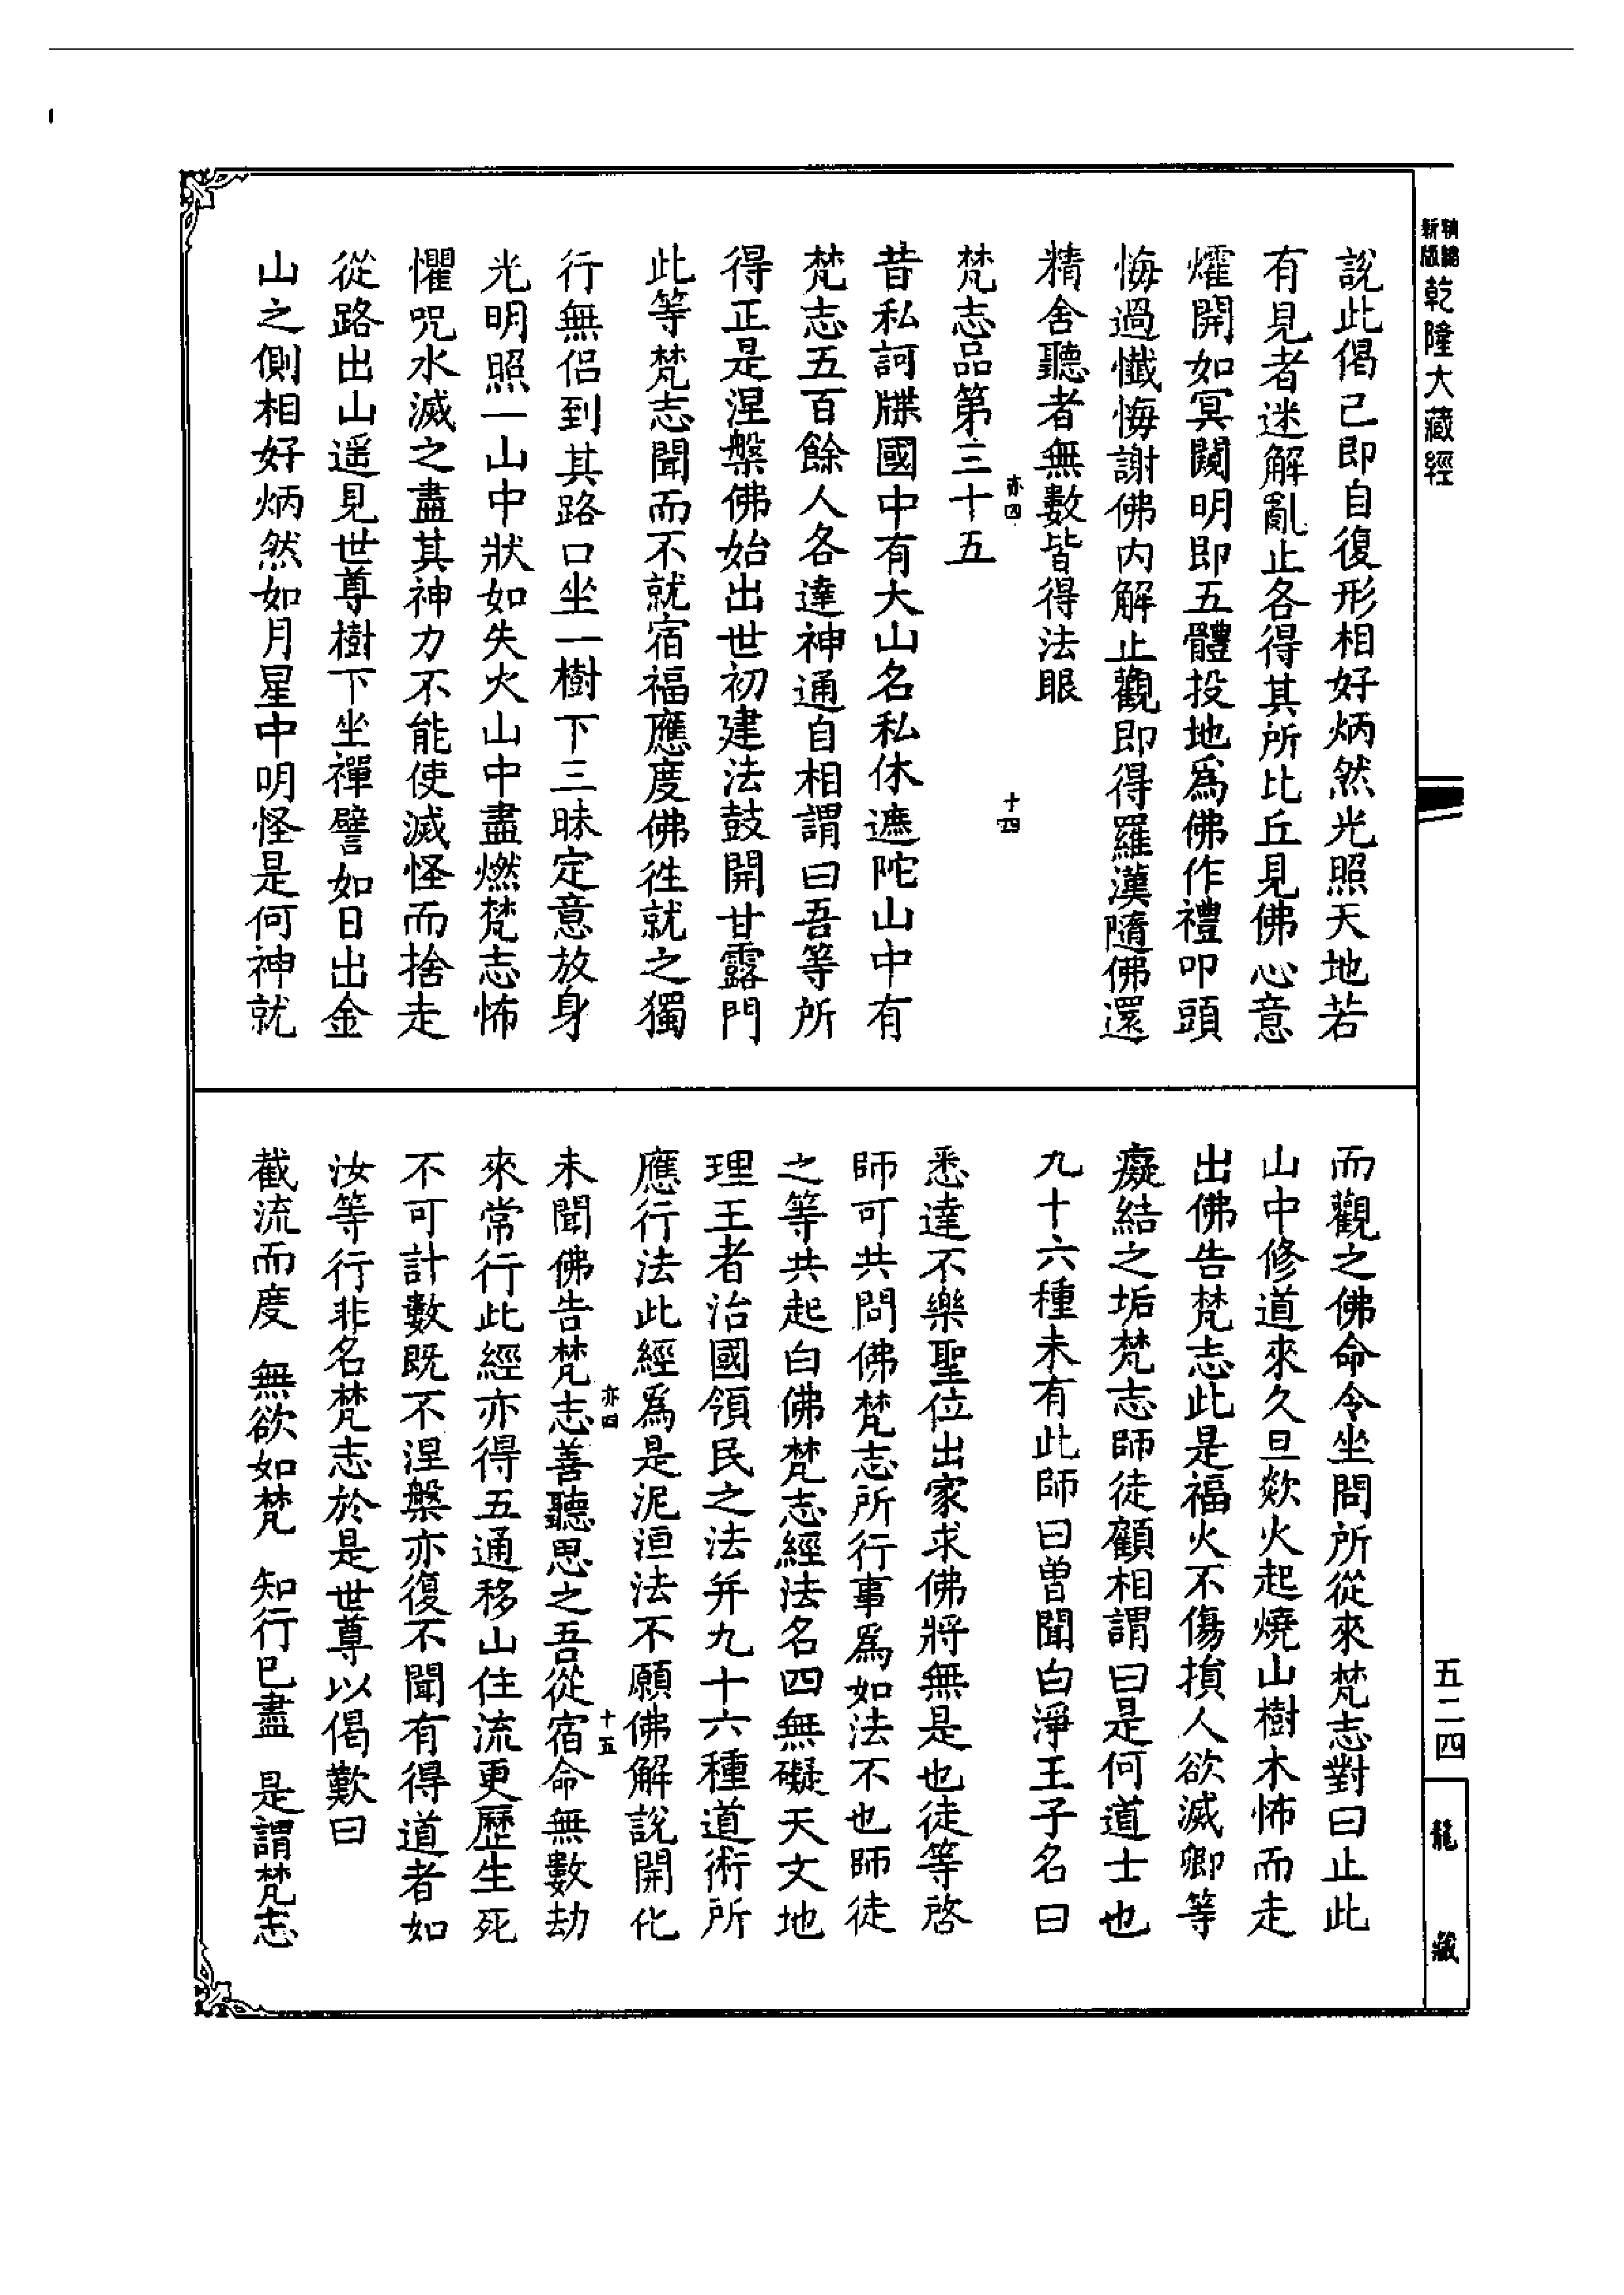 新版
精縮
乾隆大藏經
說此偈已即自復形相好炳然光照天地若
有見者迷解亂止各得其所比丘見佛心意
燿開如冥闚明即五體投地爲佛作禮叩頭
悔過懺悔謝佛内解止觀即得羅漢隨佛還
精舍聽者無數皆得法眼
亦四
十四
梵志品第三十五
昔私訶牒國中有大山名私休遮陀山中有
梵志五百餘人各達神通自相謂曰吾等所
得正是涅槃佛始出世初建法鼓開甘露門
此等梵志聞而不就宿福應度佛徃就之獨
行無侶到其路口坐一樹下三昧定意放身
光明照一山中狀如失火山中盡燃梵志怖
懼呪水滅之盡其神力不能使滅怪而捨走
從路出山遥見世尊樹下坐禪譬如日出金
山之側相好炳然如月星中明怪是何神就
而觀之佛命令坐問所從來梵志對曰止此
山中修道來久旦欻火起燒山樹木怖而走
出佛告梵志此是福火不傷損人欲滅卿等
癡結之垢梵志師徒顧相謂曰是何道士也
九十六種未有此師曰曾聞白淨王子名曰
悉達不樂聖位出家求佛將無是也徒等啓
師可共問佛梵志所行事爲如法不也師徒
之等共起白佛梵志經法名四無礙天文地
理王者治國領民之法并九十六種道術所
應行法此經爲是泥洹法不願佛解說開化
亦四
十五
未聞佛告梵志善聽思之吾從宿命無數劫
來常行此經亦得五通移山住流更歷生死
不可計數既不涅槃亦復不聞有得道者如
汝等行非名梵志於是世尊以偈歎曰
截流而度　無欲如梵　知行已盡　是謂梵志
五二四
龍藏